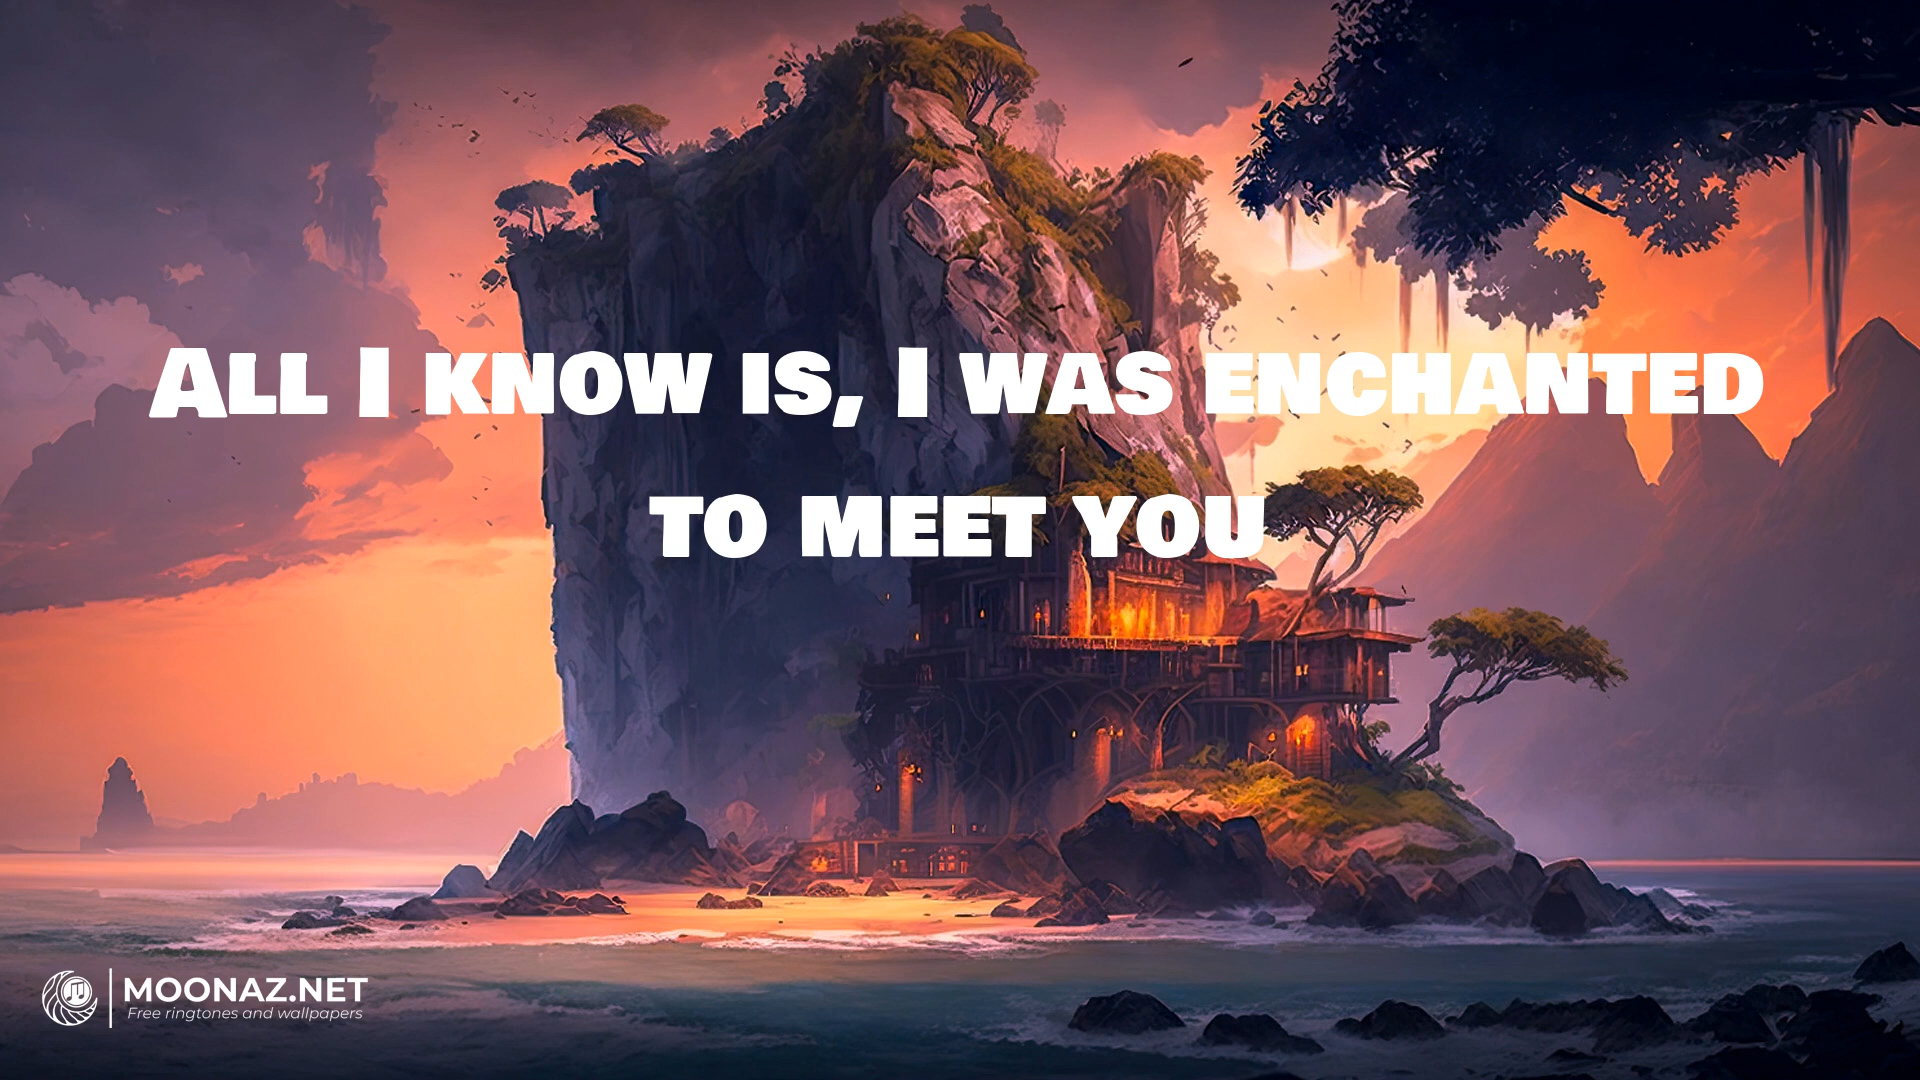 All I know is, I was enchanted
to meet you
MOONAZ.NET
Free ringtones and wallpapers